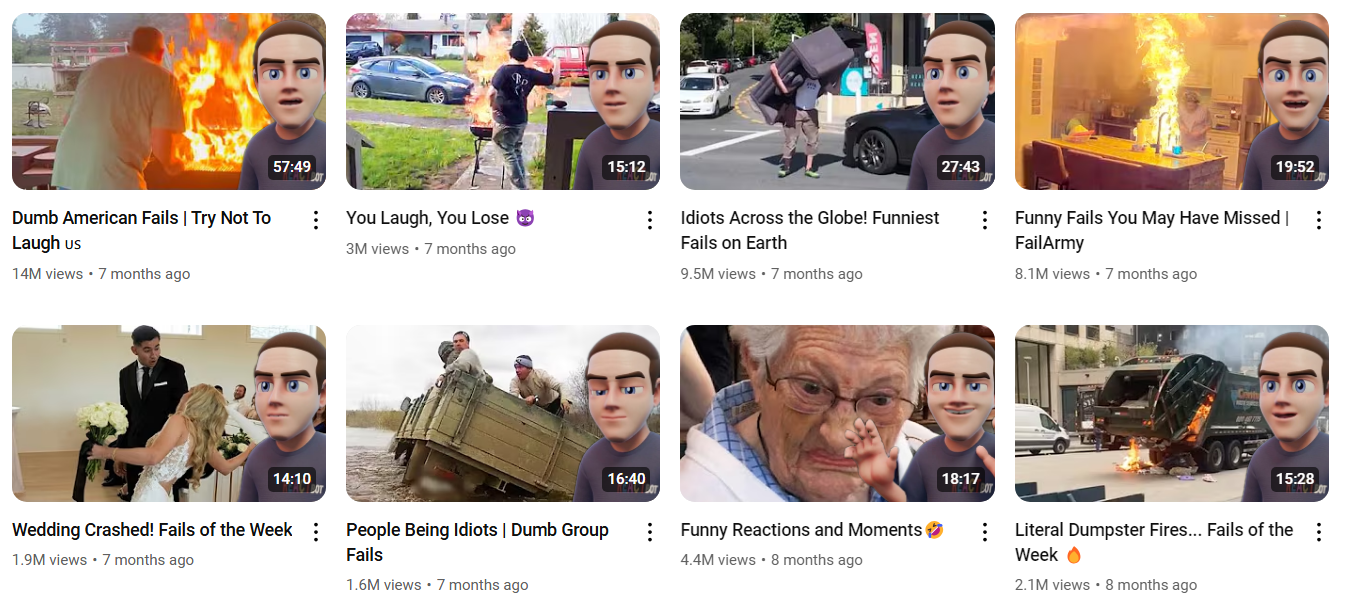 OPEN
57:49
15:12
27:43
19:52
Dumb American Fails | Try Not To
Laugh US
14M views • 7 months ago
You Laugh, You Lose 😈
3M views • 7 months ago
Idiots Across the Globe! Funniest
Fails on Earth
9.5M views • 7 months ago
Funny Fails You May Have Missed |
FailArmy
8.1M views • 7 months ago
14:10
16:40
18:17
15:28
Wedding Crashed! Fails of the Week
1.9M views • 7 months ago
People Being Idiots | Dumb Group
Fails
1.6M views • 7 months ago
Funny Reactions and Moments🤣
4.4M views • 8 months ago
Literal Dumpster Fires... Fails of the
Week 🔥
2.1M views • 8 months ago